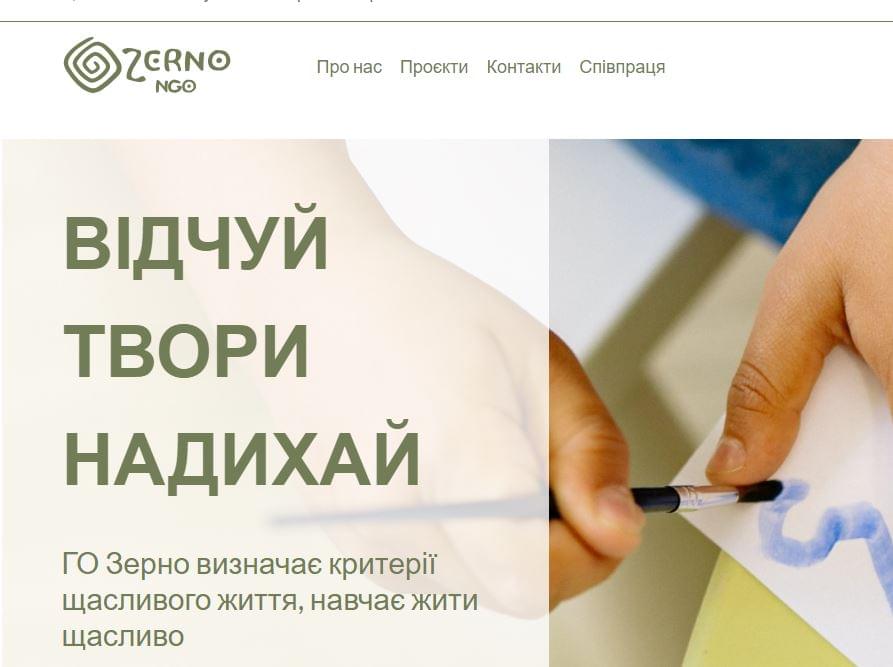 ZERNO
NGO
Про нас Проєкти Контакти Співпраця
ВІДЧУЙ
ТВОРИ
НАДИХАЙ
ГО Зерно визначає критерії
щасливого життя, навчає жити
щасливо